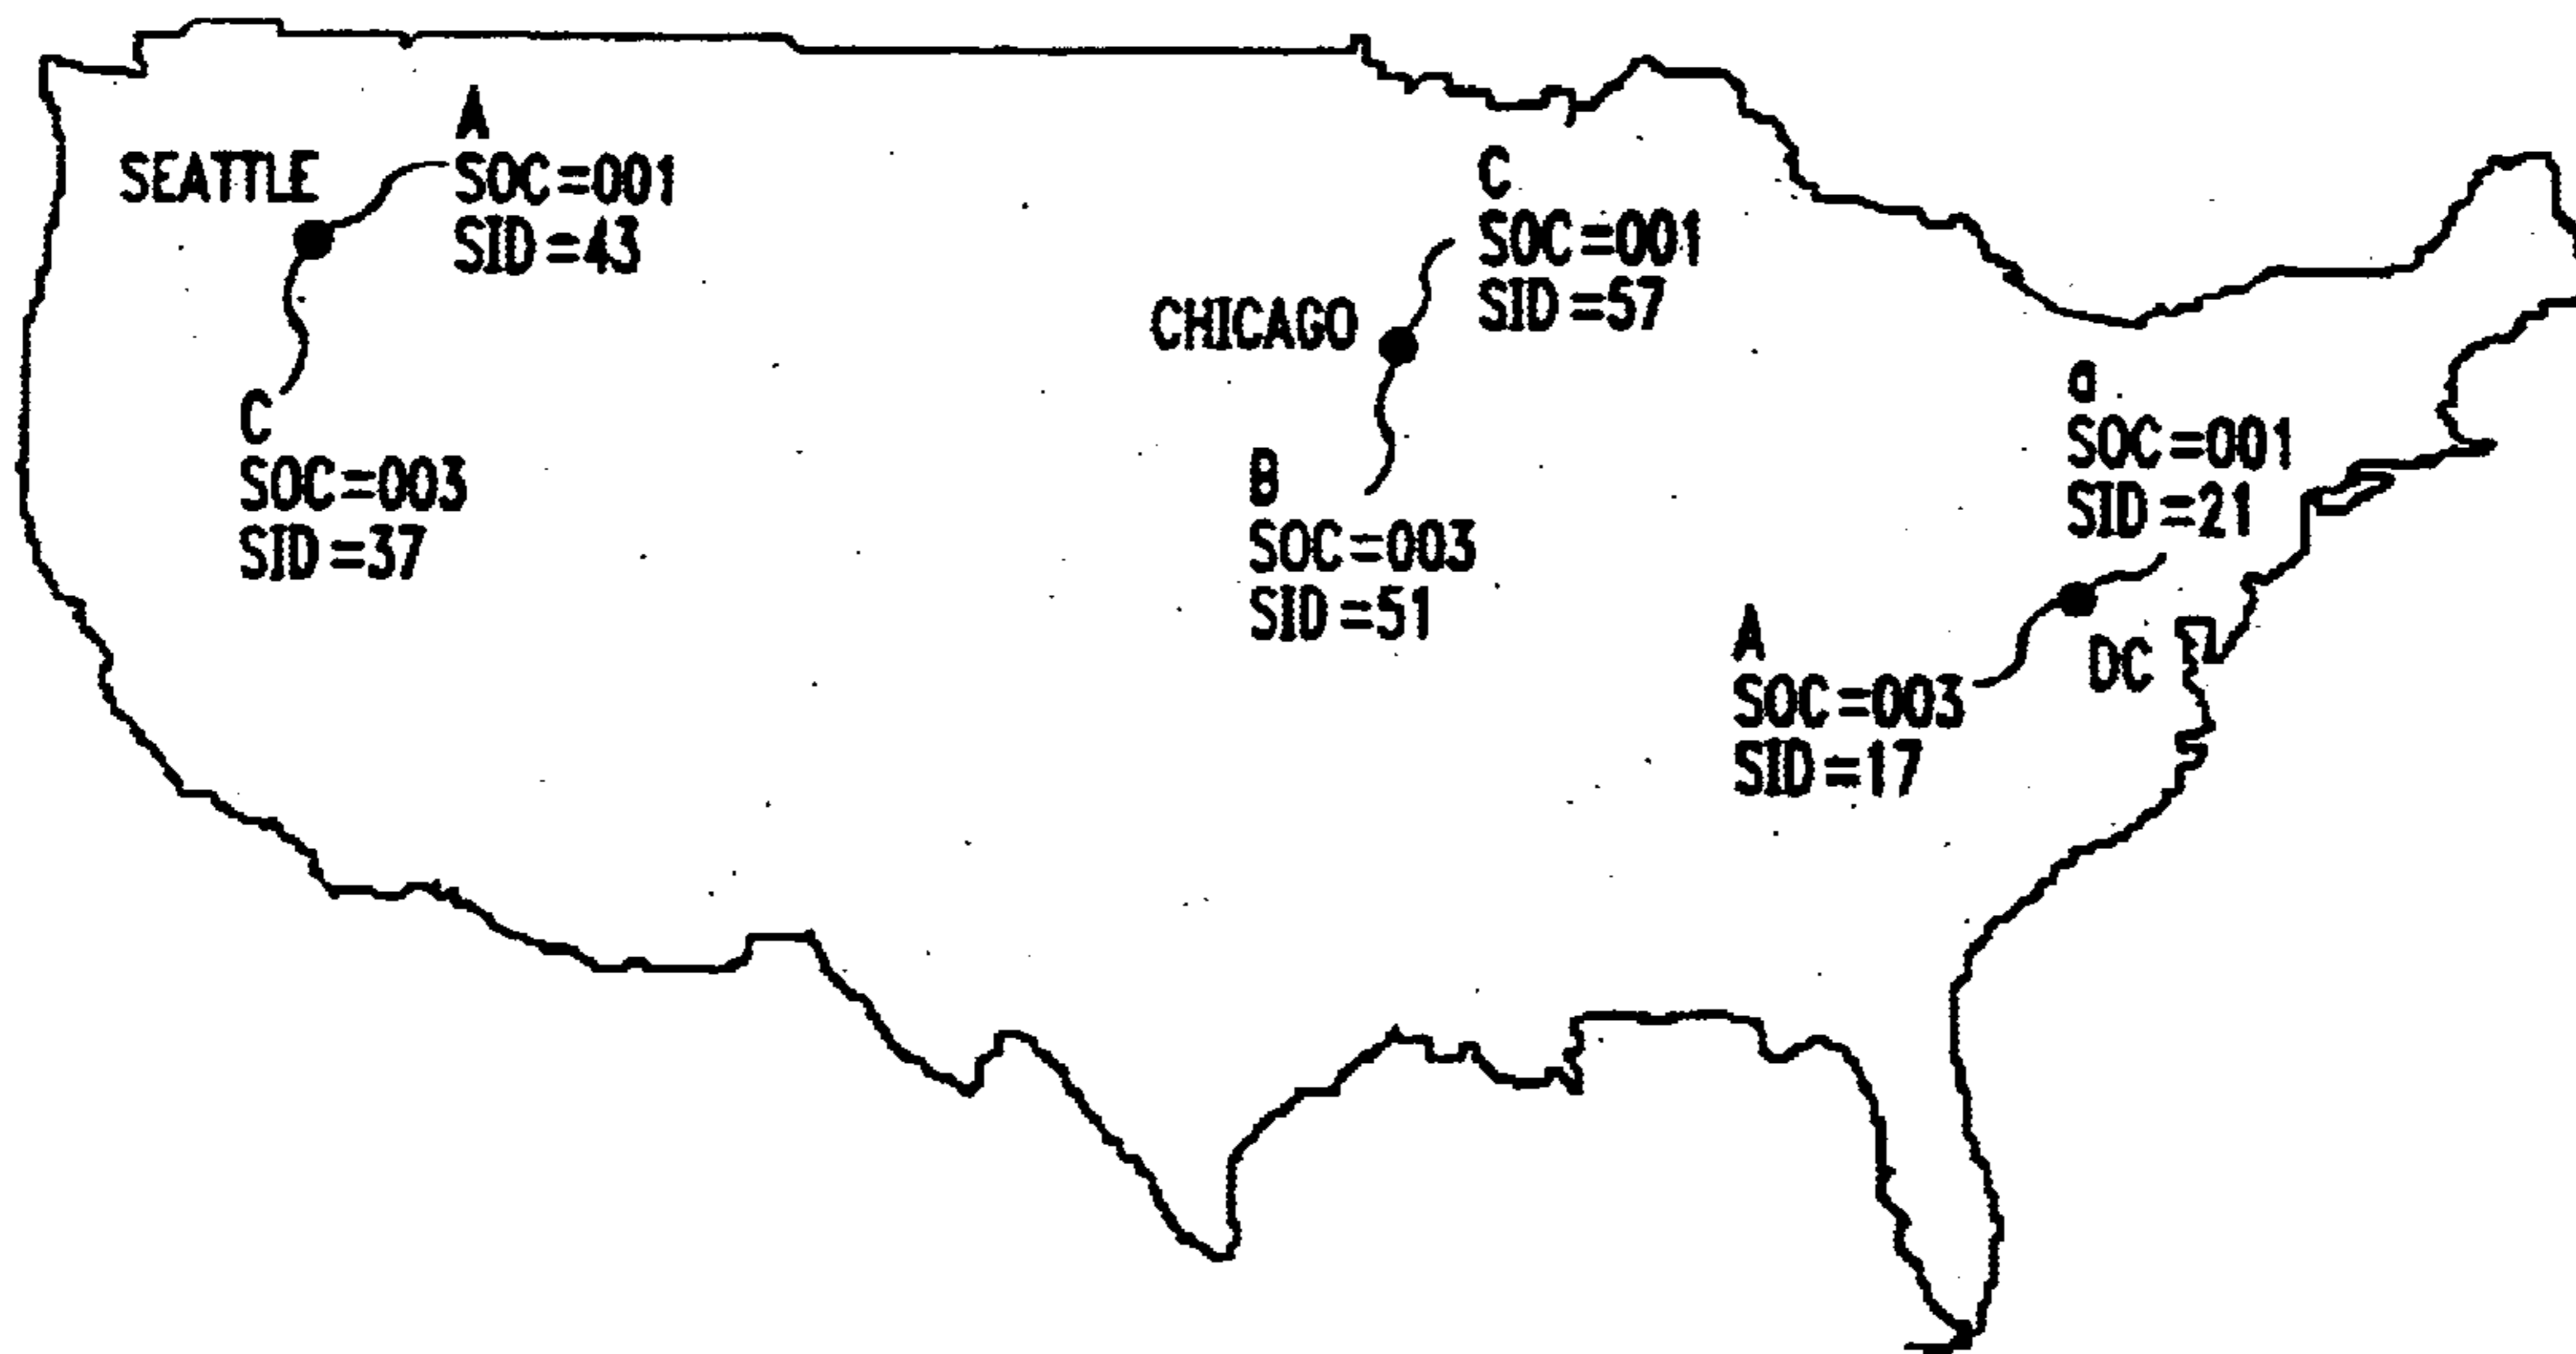 A
SEATTLE
SOC=001
SID=43
C
SOC=003
SID=37
C
SOC=001
SID=57
CHICAGO
B
SOC=003
SID=51
a
SOC=001
SID=21
A
SOC=003
SID=17
DC